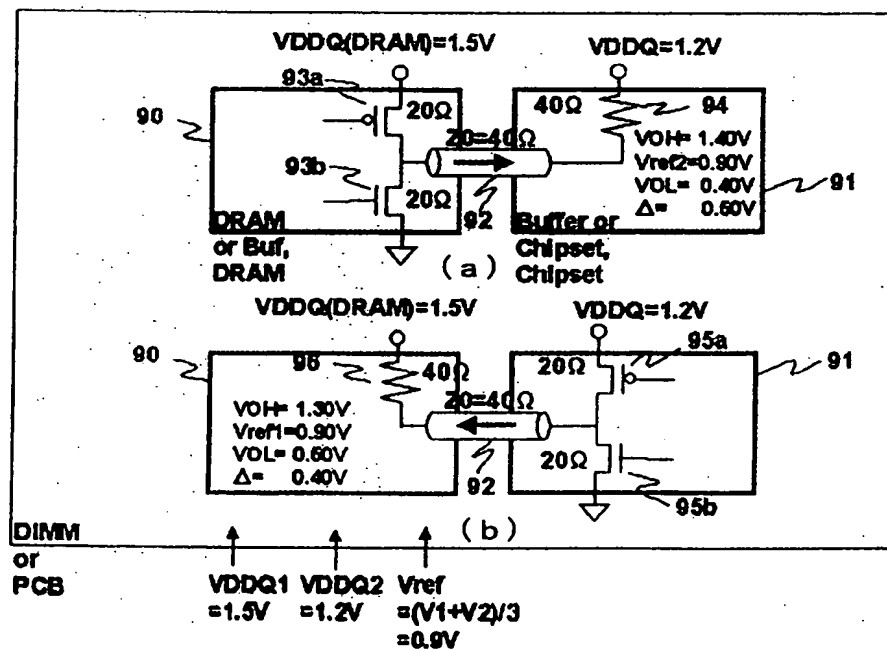 VDDQ(DRAM)=1.5V
VDDQ=1.2V
93a
90
20Ω
40Ω
94
Z0=40Ω
VOH= 1.40V
Vref2=0.90V
VOL= 0.40V
Δ= 0.50V
93b
20Ω
92
91
DRAM
or Buf,
DRAM
Buffer or
Chipset,
Chipset
(a)
VDDQ(DRAM)=1.5V
VDDQ=1.2V
90
96
40Ω
20Ω
95a
91
Z0=40Ω
VOH= 1.30V
Vref1=0.90V
VOL= 0.50V
Δ= 0.40V
92
20Ω
95b
(b)
DIMM
or
PCB
VDDQ1
=1.5V
VDDQ2
=1.2V
Vref
=(V1+V2)/3
=0.9V